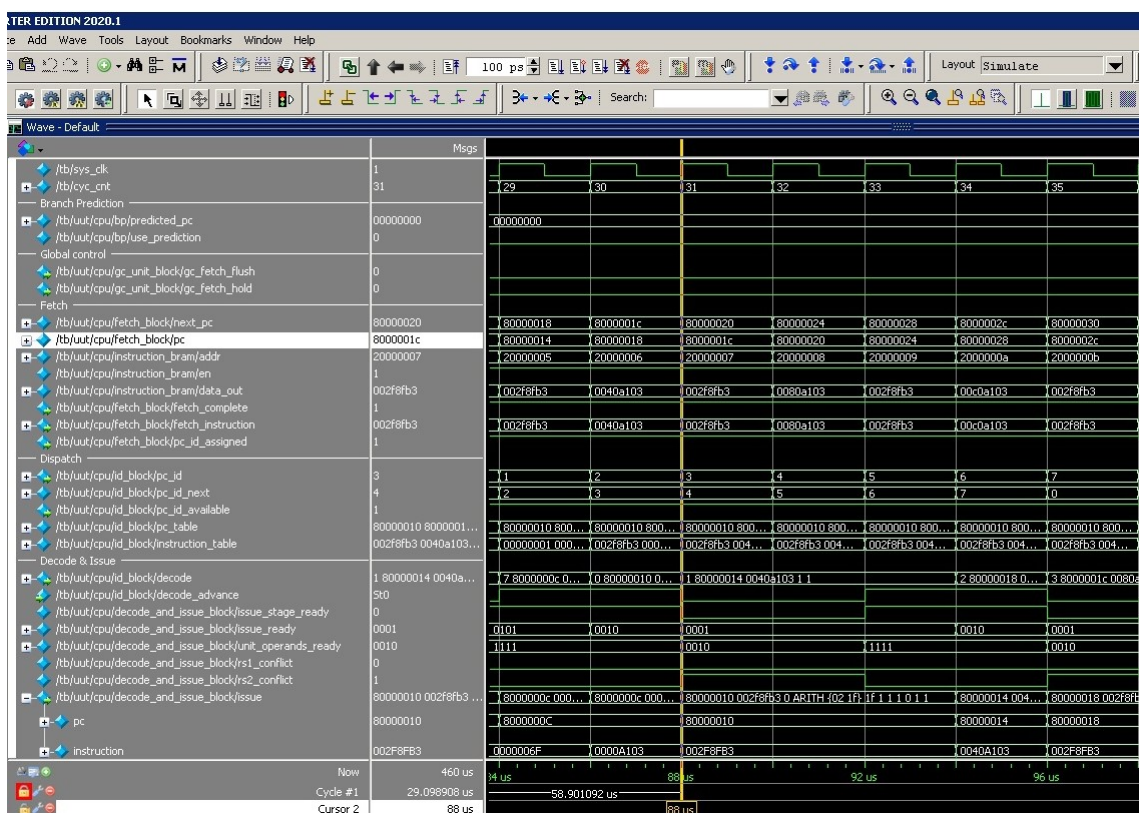 TER EDITION 2020.1
Add Wave Tools Layout Bookmarks Window Help
100 ps Layout Simulate
Search:
Wave - Default
Msgs
/tb/sys_clk 1
/tb/cyc_cnt 31 29 30 31 32 33 34 35
Branch Prediction
/tb/uut/cpu/bp/predicted_pc 00000000 00000000
/tb/uut/cpu/bp/use_prediction 0
Global control
/tb/uut/cpu/gc_unit_block/gc_fetch_flush 0
/tb/uut/cpu/gc_unit_block/gc_fetch_hold 0
Fetch
/tb/uut/cpu/fetch_block/next_pc 80000020 80000018 8000001c 80000020 80000024 80000028 8000002c 80000030
/tb/uut/cpu/fetch_block/pc 8000001c 80000014 80000018 8000001c 80000020 80000024 80000028 8000002c
/tb/uut/cpu/instruction_bram/addr 20000007 20000005 20000006 20000007 20000008 20000009 2000000a 2000000b
/tb/uut/cpu/instruction_bram/en 1
/tb/uut/cpu/instruction_bram/data_out 002f8fb3 002f8fb3 0040a103 002f8fb3 0080a103 002f8fb3 00c0a103 002f8fb3
/tb/uut/cpu/fetch_block/fetch_complete 1
/tb/uut/cpu/fetch_block/fetch_instruction 002f8fb3 002f8fb3 0040a103 002f8fb3 0080a103 002f8fb3 00c0a103 002f8fb3
/tb/uut/cpu/fetch_block/pc_id_assigned 1
Dispatch
/tb/uut/cpu/id_block/pc_id 3 1 2 3 4 5 6 7
/tb/uut/cpu/id_block/pc_id_next 4 2 3 4 5 6 7 0
/tb/uut/cpu/id_block/pc_id_available 1
/tb/uut/cpu/id_block/pc_table 80000010 8000001... 80000010 800... 80000010 800... 80000010 800... 80000010 800... 80000010 800... 80000010 800... 80000010 800...
/tb/uut/cpu/id_block/instruction_table 002f8fb3 0040a103... 00000001 000... 002f8fb3 000... 002f8fb3 004... 002f8fb3 004... 002f8fb3 004... 002f8fb3 004... 002f8fb3 004...
Decode & Issue
/tb/uut/cpu/id_block/decode 1 80000014 0040a... 7 8000000c 0... 0 80000010 0... 1 80000014 0040a103 1 1 2 80000018 0... 3 8000001c 0080a
/tb/uut/cpu/id_block/decode_advance St0
/tb/uut/cpu/decode_and_issue_block/issue_stage_ready 0
/tb/uut/cpu/decode_and_issue_block/issue_ready 0001 0101 0010 0001 0010 0001
/tb/uut/cpu/decode_and_issue_block/unit_operands_ready 0010 1111 0010 1111 0010
/tb/uut/cpu/decode_and_issue_block/rs1_conflict 0
/tb/uut/cpu/decode_and_issue_block/rs2_conflict 1
/tb/uut/cpu/decode_and_issue_block/issue 80000010 002f8fb3 ... 8000000c 000... 8000000c 000... 80000010 002f8fb3 0 ARITH {02 1f} 1f 1 1 1 0 1 1 80000014 004... 80000018 002f8fb
pc 80000010 8000000C 80000010 80000014 80000018
instruction 002F8FB3 0000006F 0000A103 002F8FB3 0040A103 002F8FB3
Now 460 us 88 us 92 us 96 us
Cycle #1 29.098908 us 58.901092 us
Cursor 2 88 us 88 us